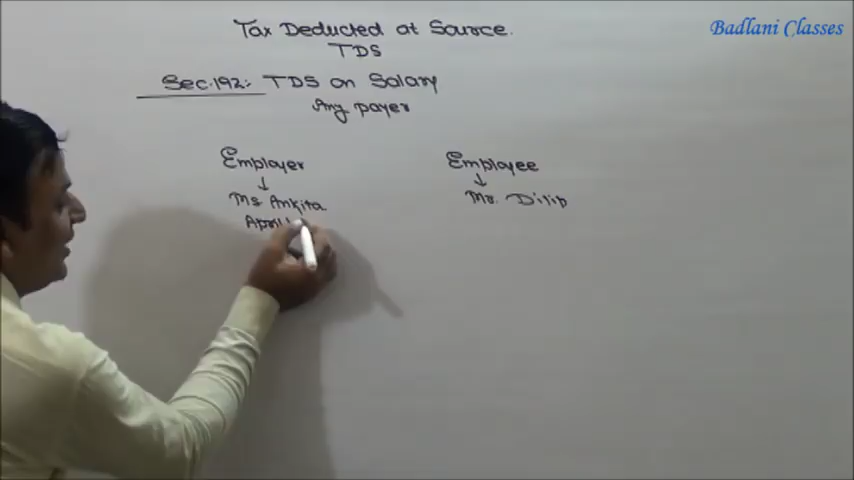 Tax Deducted at Source.
TDS
Badlani Classes
Sec.192:- TDS on Salary
Any payer
Employer
Employee
↓
↓
Ms Ankita
Mr. Dilip